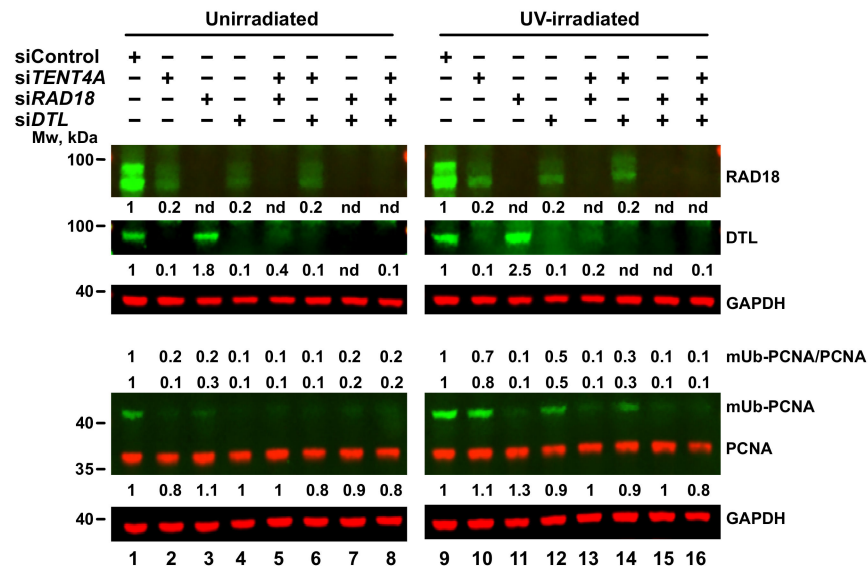 Unirradiated UV-irradiated
siControl + − − − − − − − + − − − − − − −
siTENT4A − + − − + + − + − + − − + + − +
siRAD18 − − + − + − + + − − + − + − + +
siDTL − − − + − + + + − − − + − + + +
Mw, kDa
100 RAD18
1 0.2 nd 0.2 nd 0.2 nd nd 1 0.2 nd 0.2 nd 0.2 nd nd
100 DTL
1 0.1 1.8 0.1 0.4 0.1 nd 0.1 1 0.1 2.5 0.1 0.2 nd nd 0.1
40 GAPDH
1 0.2 0.2 0.1 0.1 0.1 0.2 0.2 1 0.7 0.1 0.5 0.1 0.3 0.1 0.1 mUb-PCNA/PCNA
1 0.1 0.3 0.1 0.1 0.1 0.2 0.2 1 0.8 0.1 0.5 0.1 0.3 0.1 0.1
40 mUb-PCNA
PCNA
35
1 0.8 1.1 1 1 0.8 0.9 0.8 1 1.1 1.3 0.9 1 0.9 1 0.8
40 GAPDH
1 2 3 4 5 6 7 8 9 10 11 12 13 14 15 16